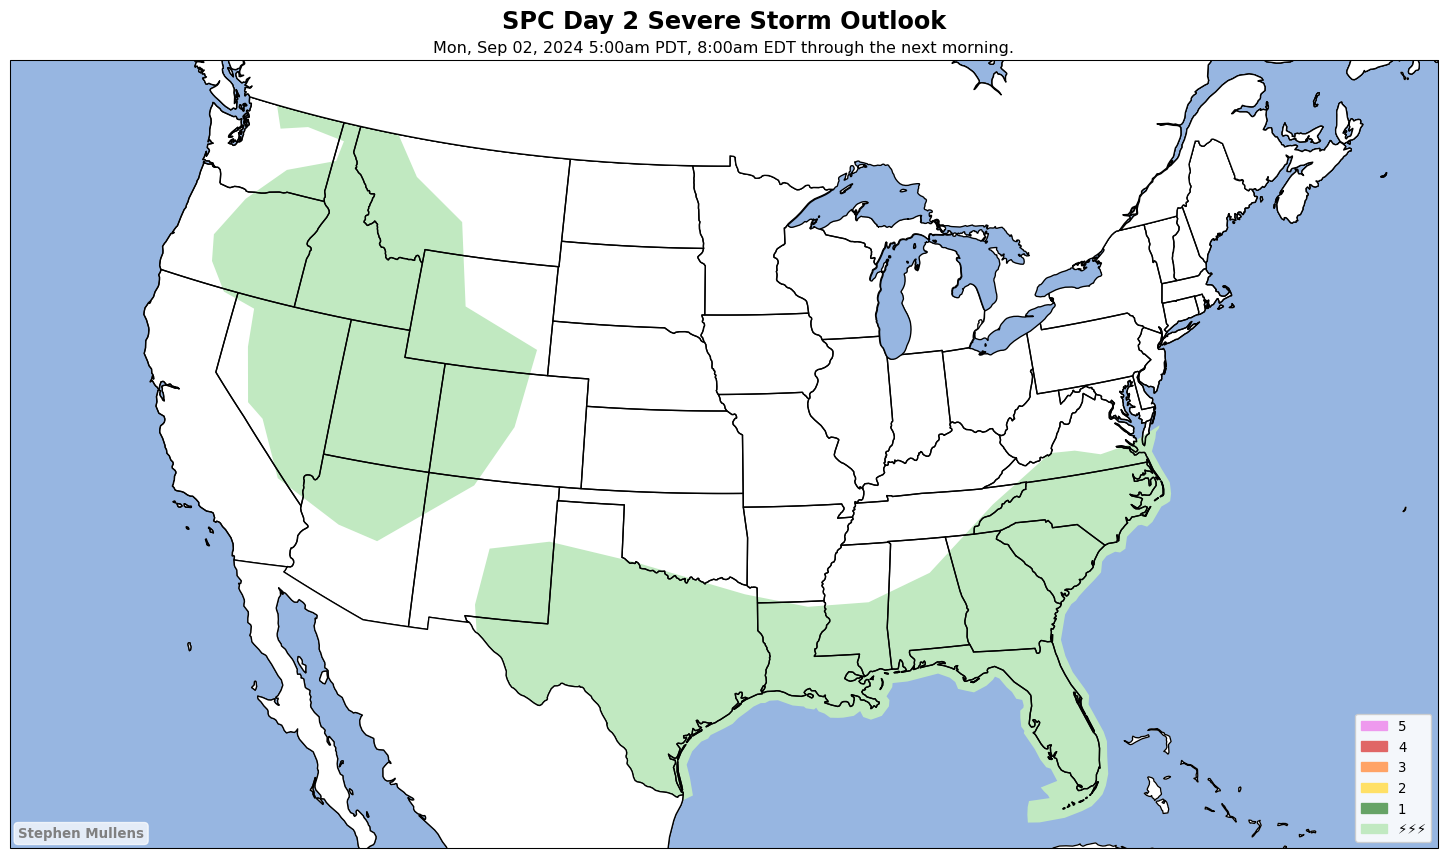 SPC Day 2 Severe Storm Outlook
Mon, Sep 02, 2024 5:00am PDT, 8:00am EDT through the next morning.
5
4
3
2
1
⚡⚡⚡
Stephen Mullens